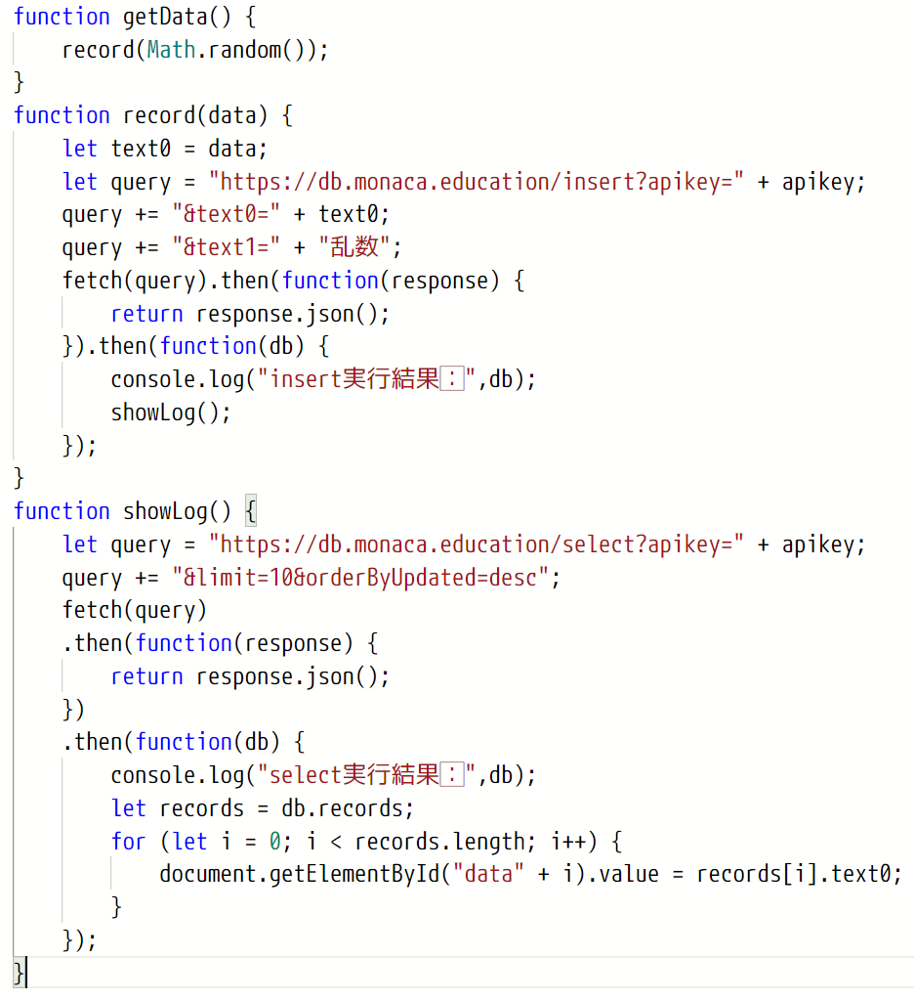 function getData() {
    record(Math.random());
}
function record(data) {
    let text0 = data;
    let query = "https://db.monaca.education/insert?apikey=" + apikey;
    query += "&text0=" + text0;
    query += "&text1=" + "乱数";
    fetch(query).then(function(response) {
        return response.json();
    }).then(function(db) {
        console.log("insert実行結果：",db);
        showLog();
    });
}
function showLog() {
    let query = "https://db.monaca.education/select?apikey=" + apikey;
    query += "&limit=10&orderByUpdated=desc";
    fetch(query)
    .then(function(response) {
        return response.json();
    })
    .then(function(db) {
        console.log("select実行結果：",db);
        let records = db.records;
        for (let i = 0; i < records.length; i++) {
            document.getElementById("data" + i).value = records[i].text0;
        }
    });
}